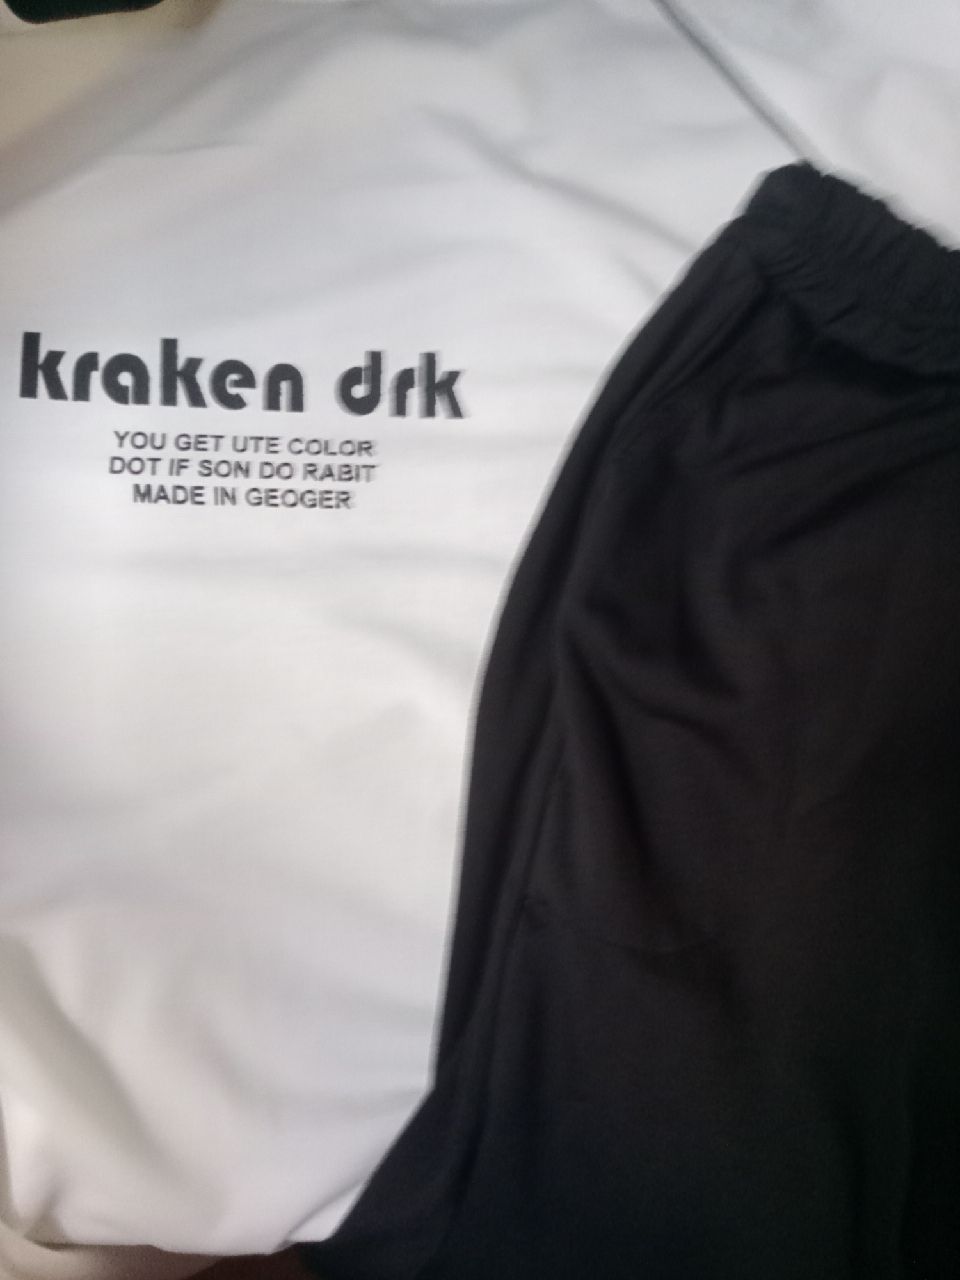 kraken drk
YOU GET UTE COLOR
DOT IF SON DO RABIT
MADE IN GEOGER